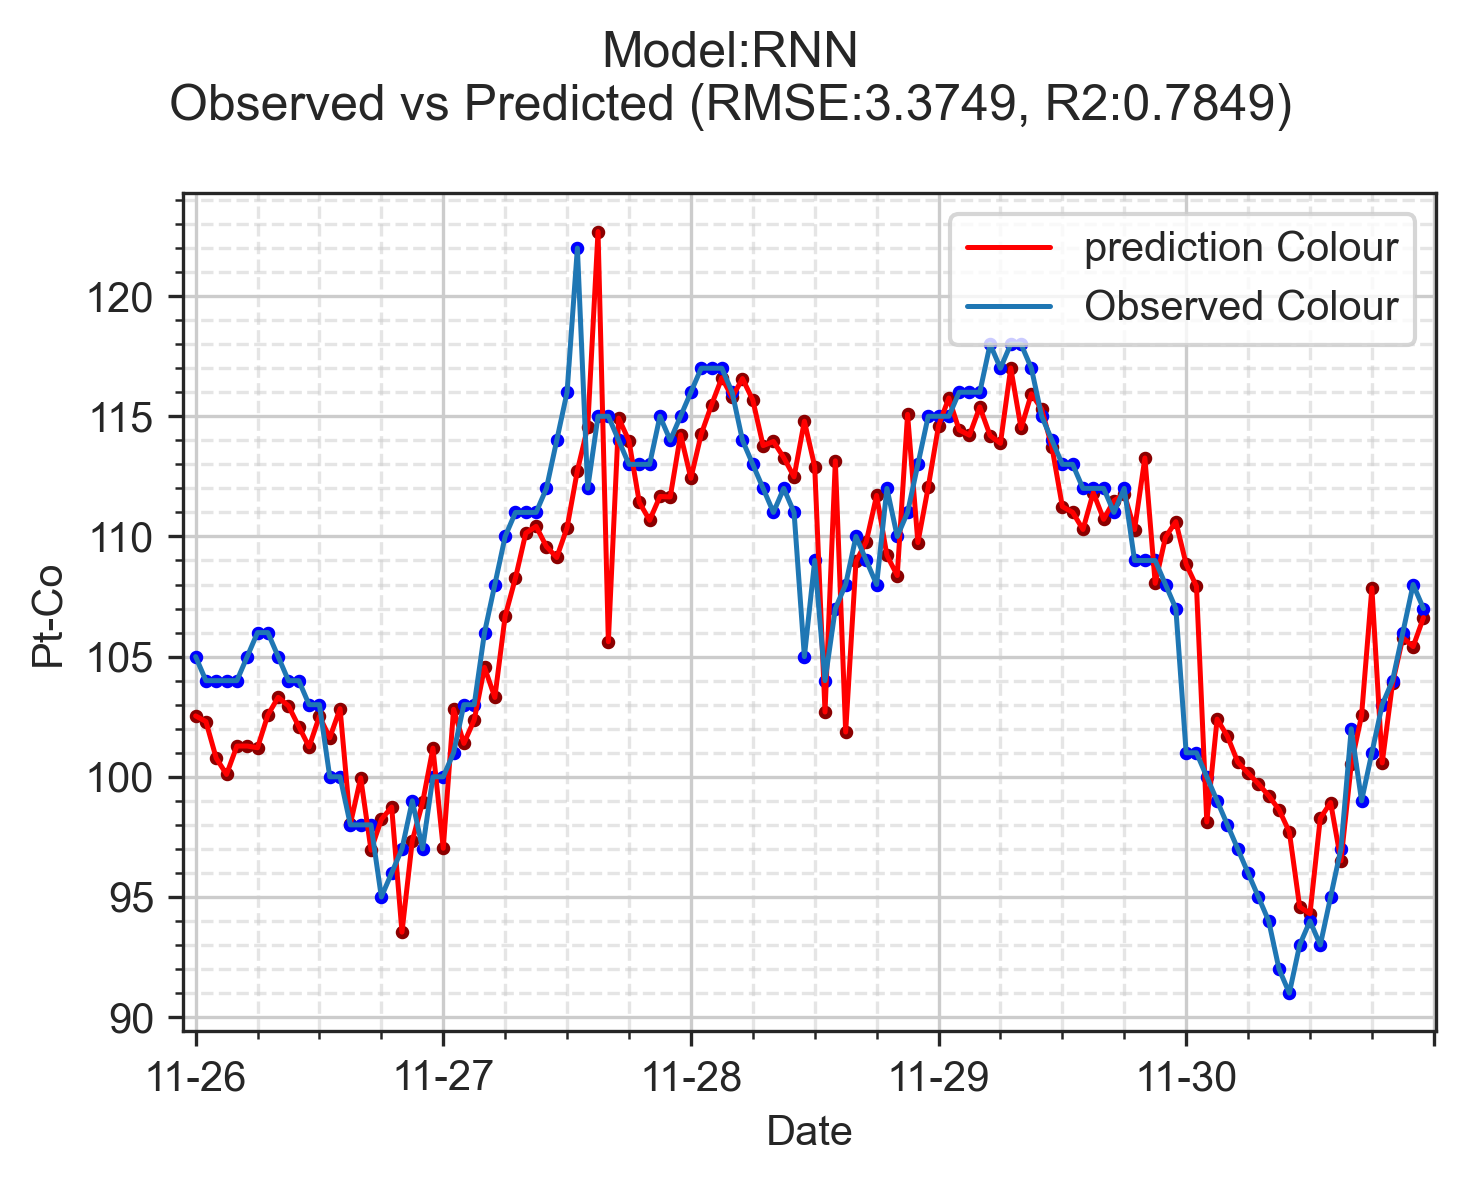 Model:RNN
Observed vs Predicted (RMSE:3.3749, R2:0.7849)
prediction Colour
Observed Colour
120
115
110
105
100
95
90
Pt-Co
11-26 11-27 11-28 11-29 11-30
Date